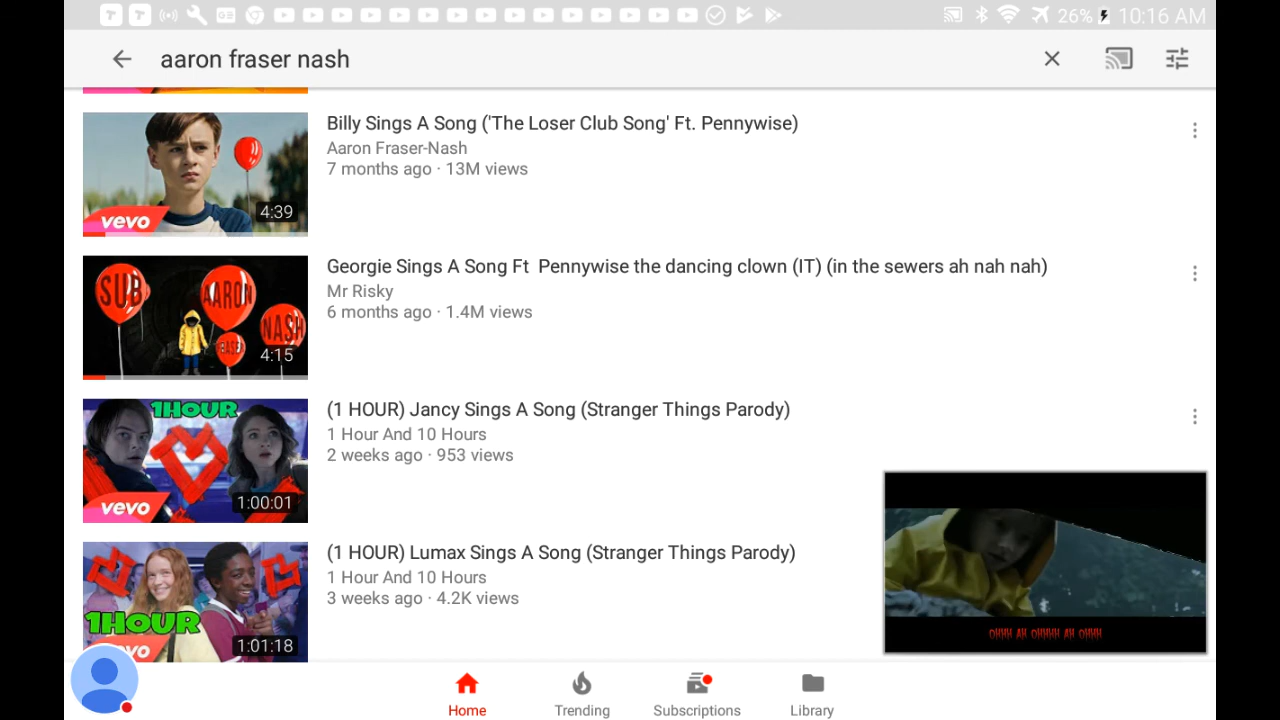 26% 10:16 AM
aaron fraser nash
Billy Sings A Song ('The Loser Club Song' Ft. Pennywise)
Aaron Fraser-Nash
7 months ago · 13M views
vevo
4:39
Georgie Sings A Song Ft Pennywise the dancing clown (IT) (in the sewers ah nah nah)
Mr Risky
6 months ago · 1.4M views
SUB
AARON
NASH
4:15
(1 HOUR) Jancy Sings A Song (Stranger Things Parody)
1 Hour And 10 Hours
2 weeks ago · 953 views
1HOUR
vevo
1:00:01
(1 HOUR) Lumax Sings A Song (Stranger Things Parody)
1 Hour And 10 Hours
3 weeks ago · 4.2K views
1HOUR
1:01:18
OHHH AH OHHHH AH OHHH
Home
Trending
Subscriptions
Library